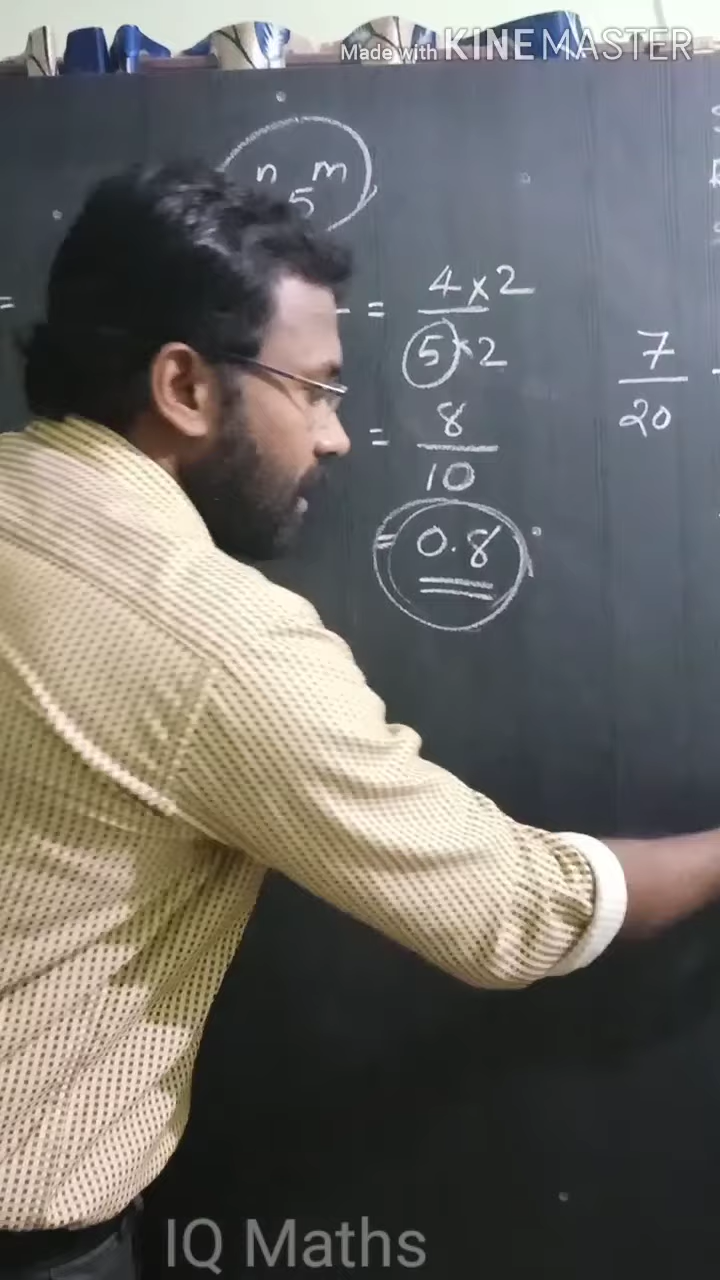 Made with KINEMASTER
n m
5
=
= 4 x 2
5 x 2
= 8
10
= 0.8
7
20
IQ Maths